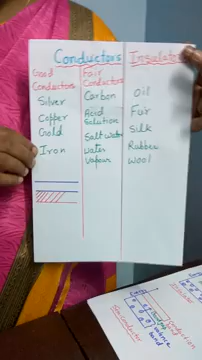 Conductors
Insulators
Good
Conductors
Silver
Copper
Gold
Iron
Fair
Conductors
Carbon
Acid
Solution
Salt water
water
Vapour
Oil
Fur
Silk
Rubber
Wool